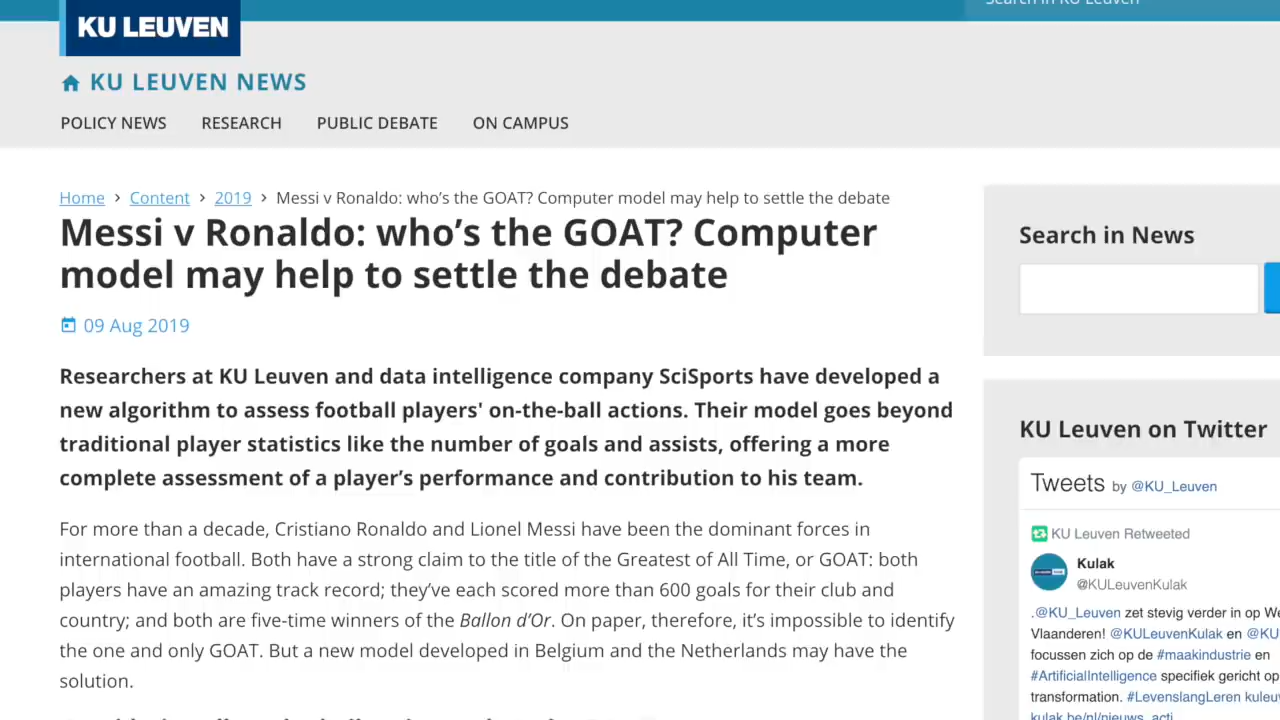 Search in KU Leuven
KU LEUVEN
KU LEUVEN NEWS
POLICY NEWS RESEARCH PUBLIC DEBATE ON CAMPUS
Home > Content > 2019 > Messi v Ronaldo: who’s the GOAT? Computer model may help to settle the debate
Messi v Ronaldo: who’s the GOAT? Computer
model may help to settle the debate
09 Aug 2019
Researchers at KU Leuven and data intelligence company SciSports have developed a
new algorithm to assess football players' on-the-ball actions. Their model goes beyond
traditional player statistics like the number of goals and assists, offering a more
complete assessment of a player’s performance and contribution to his team.
For more than a decade, Cristiano Ronaldo and Lionel Messi have been the dominant forces in
international football. Both have a strong claim to the title of the Greatest of All Time, or GOAT: both
players have an amazing track record; they’ve each scored more than 600 goals for their club and
country; and both are five-time winners of the Ballon d’Or. On paper, therefore, it’s impossible to identify
the one and only GOAT. But a new model developed in Belgium and the Netherlands may have the
solution.
Search in News
KU Leuven on Twitter
Tweets by @KU_Leuven
KU Leuven Retweeted
Kulak
@KULeuvenKulak
.@KU_Leuven zet stevig verder in op We
Vlaanderen! @KULeuvenKulak en @KU
focussen zich op de #maakindustrie en
#ArtificialIntelligence specifiek gericht op
transformation. #LevenslangLeren kuleu
kulak.be/nl/nieuws_acti